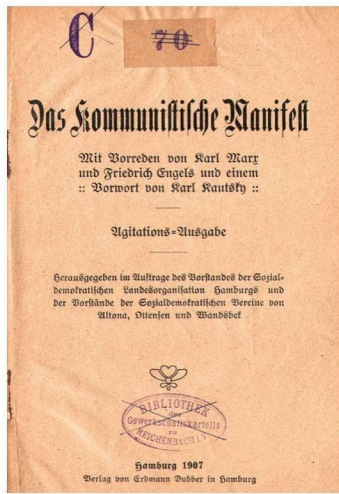 C 70
Das Kommunistische Manifest
Mit Vorreden von Karl Marx
und Friedrich Engels und einem
:: Vorwort von Karl Kautsky ::
Agitations=Ausgabe
Herausgegeben im Auftrage des Vorstandes der Sozial-
demokratischen Landesorganisation Hamburgs und
der Vorstände der Sozialdemokratischen Vereine von
Altona, Ottensen und Wandsbek
BIBLIOTHEK
des
Gewerkschaftskartells
zu
REICHENBACH i. V.
Hamburg 1907
Verlag von Erdmann Dubber in Hamburg